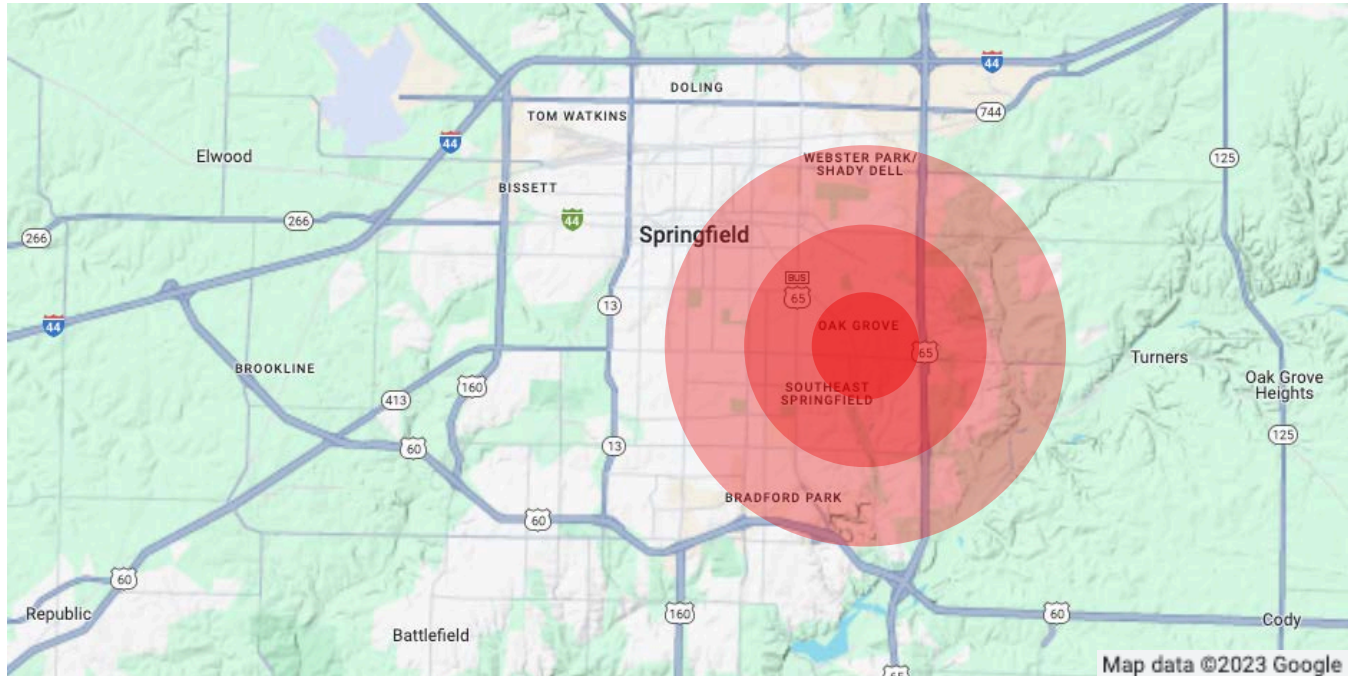 44
DOLING
744
TOM WATKINS
44
Elwood
WEBSTER PARK/
SHADY DELL
125
BISSETT
44
266
266
Springfield
BUS
65
13
44
OAK GROVE
65
Turners
BROOKLINE
160
Oak Grove
Heights
SOUTHEAST
SPRINGFIELD
413
125
60
13
BRADFORD PARK
60
60
Republic
160
60
Cody
Battlefield
65
Map data ©2023 Google